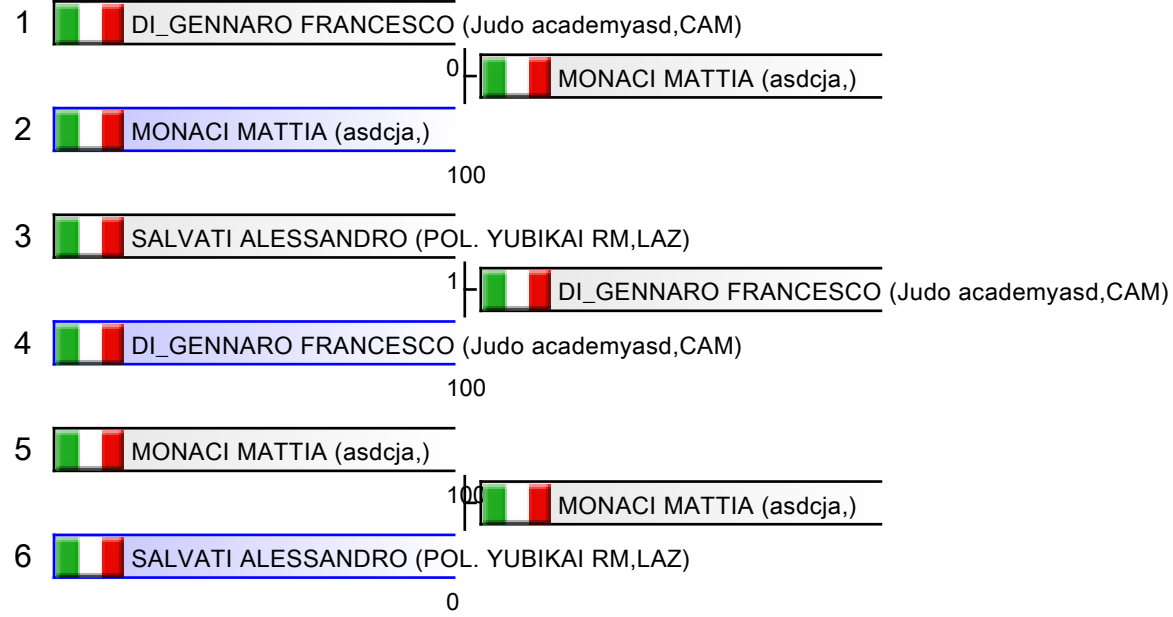 1 DI_GENNARO FRANCESCO (Judo academyasd,CAM)
0 MONACI MATTIA (asdcja,)
2 MONACI MATTIA (asdcja,)
100
3 SALVATI ALESSANDRO (POL. YUBIKAI RM,LAZ)
1 DI_GENNARO FRANCESCO (Judo academyasd,CAM)
4 DI_GENNARO FRANCESCO (Judo academyasd,CAM)
100
5 MONACI MATTIA (asdcja,)
100 MONACI MATTIA (asdcja,)
6 SALVATI ALESSANDRO (POL. YUBIKAI RM,LAZ)
0